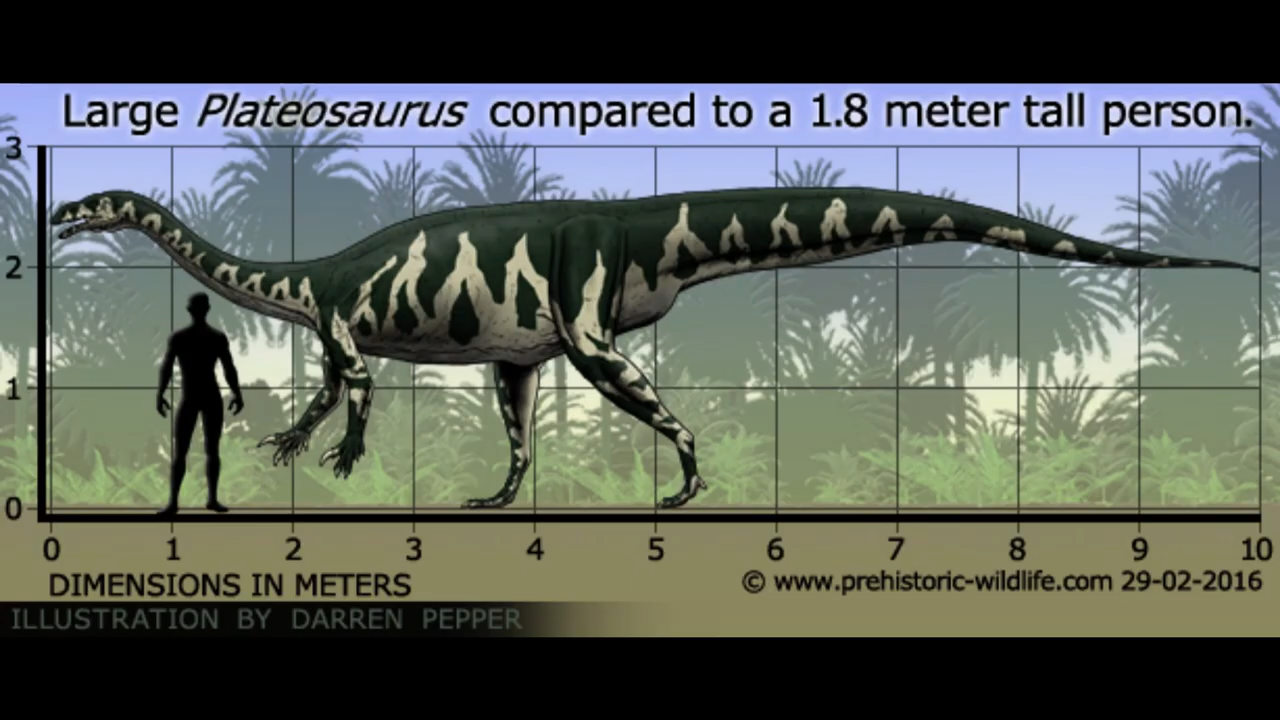 Large Plateosaurus compared to a 1.8 meter tall person.
3
2
1
0
0 1 2 3 4 5 6 7 8 9 10
DIMENSIONS IN METERS
© www.prehistoric-wildlife.com 29-02-2016
ILLUSTRATION BY DARREN PEPPER